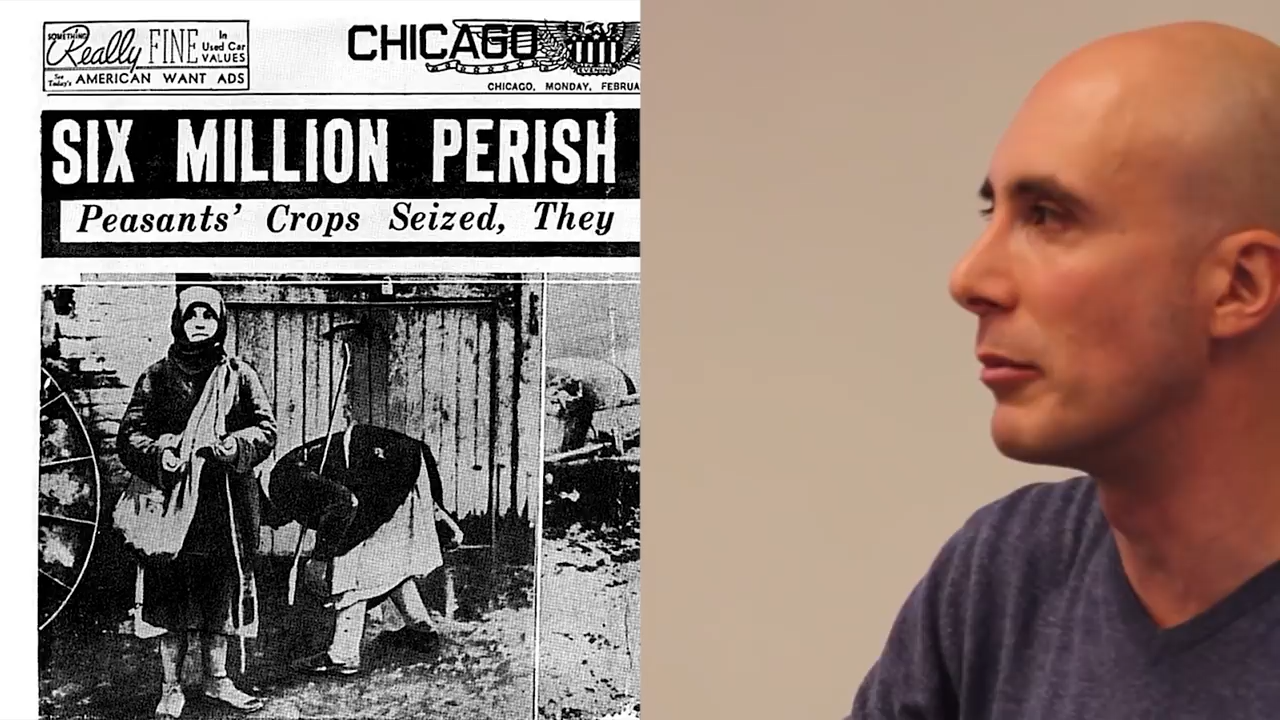 SOMETHING
Really FINE
In
Used Car
VALUES
See
Today's
AMERICAN WANT ADS
CHICAGO
CHICAGO, MONDAY, FEBRUA
SIX MILLION PERISH
Peasants' Crops Seized, They